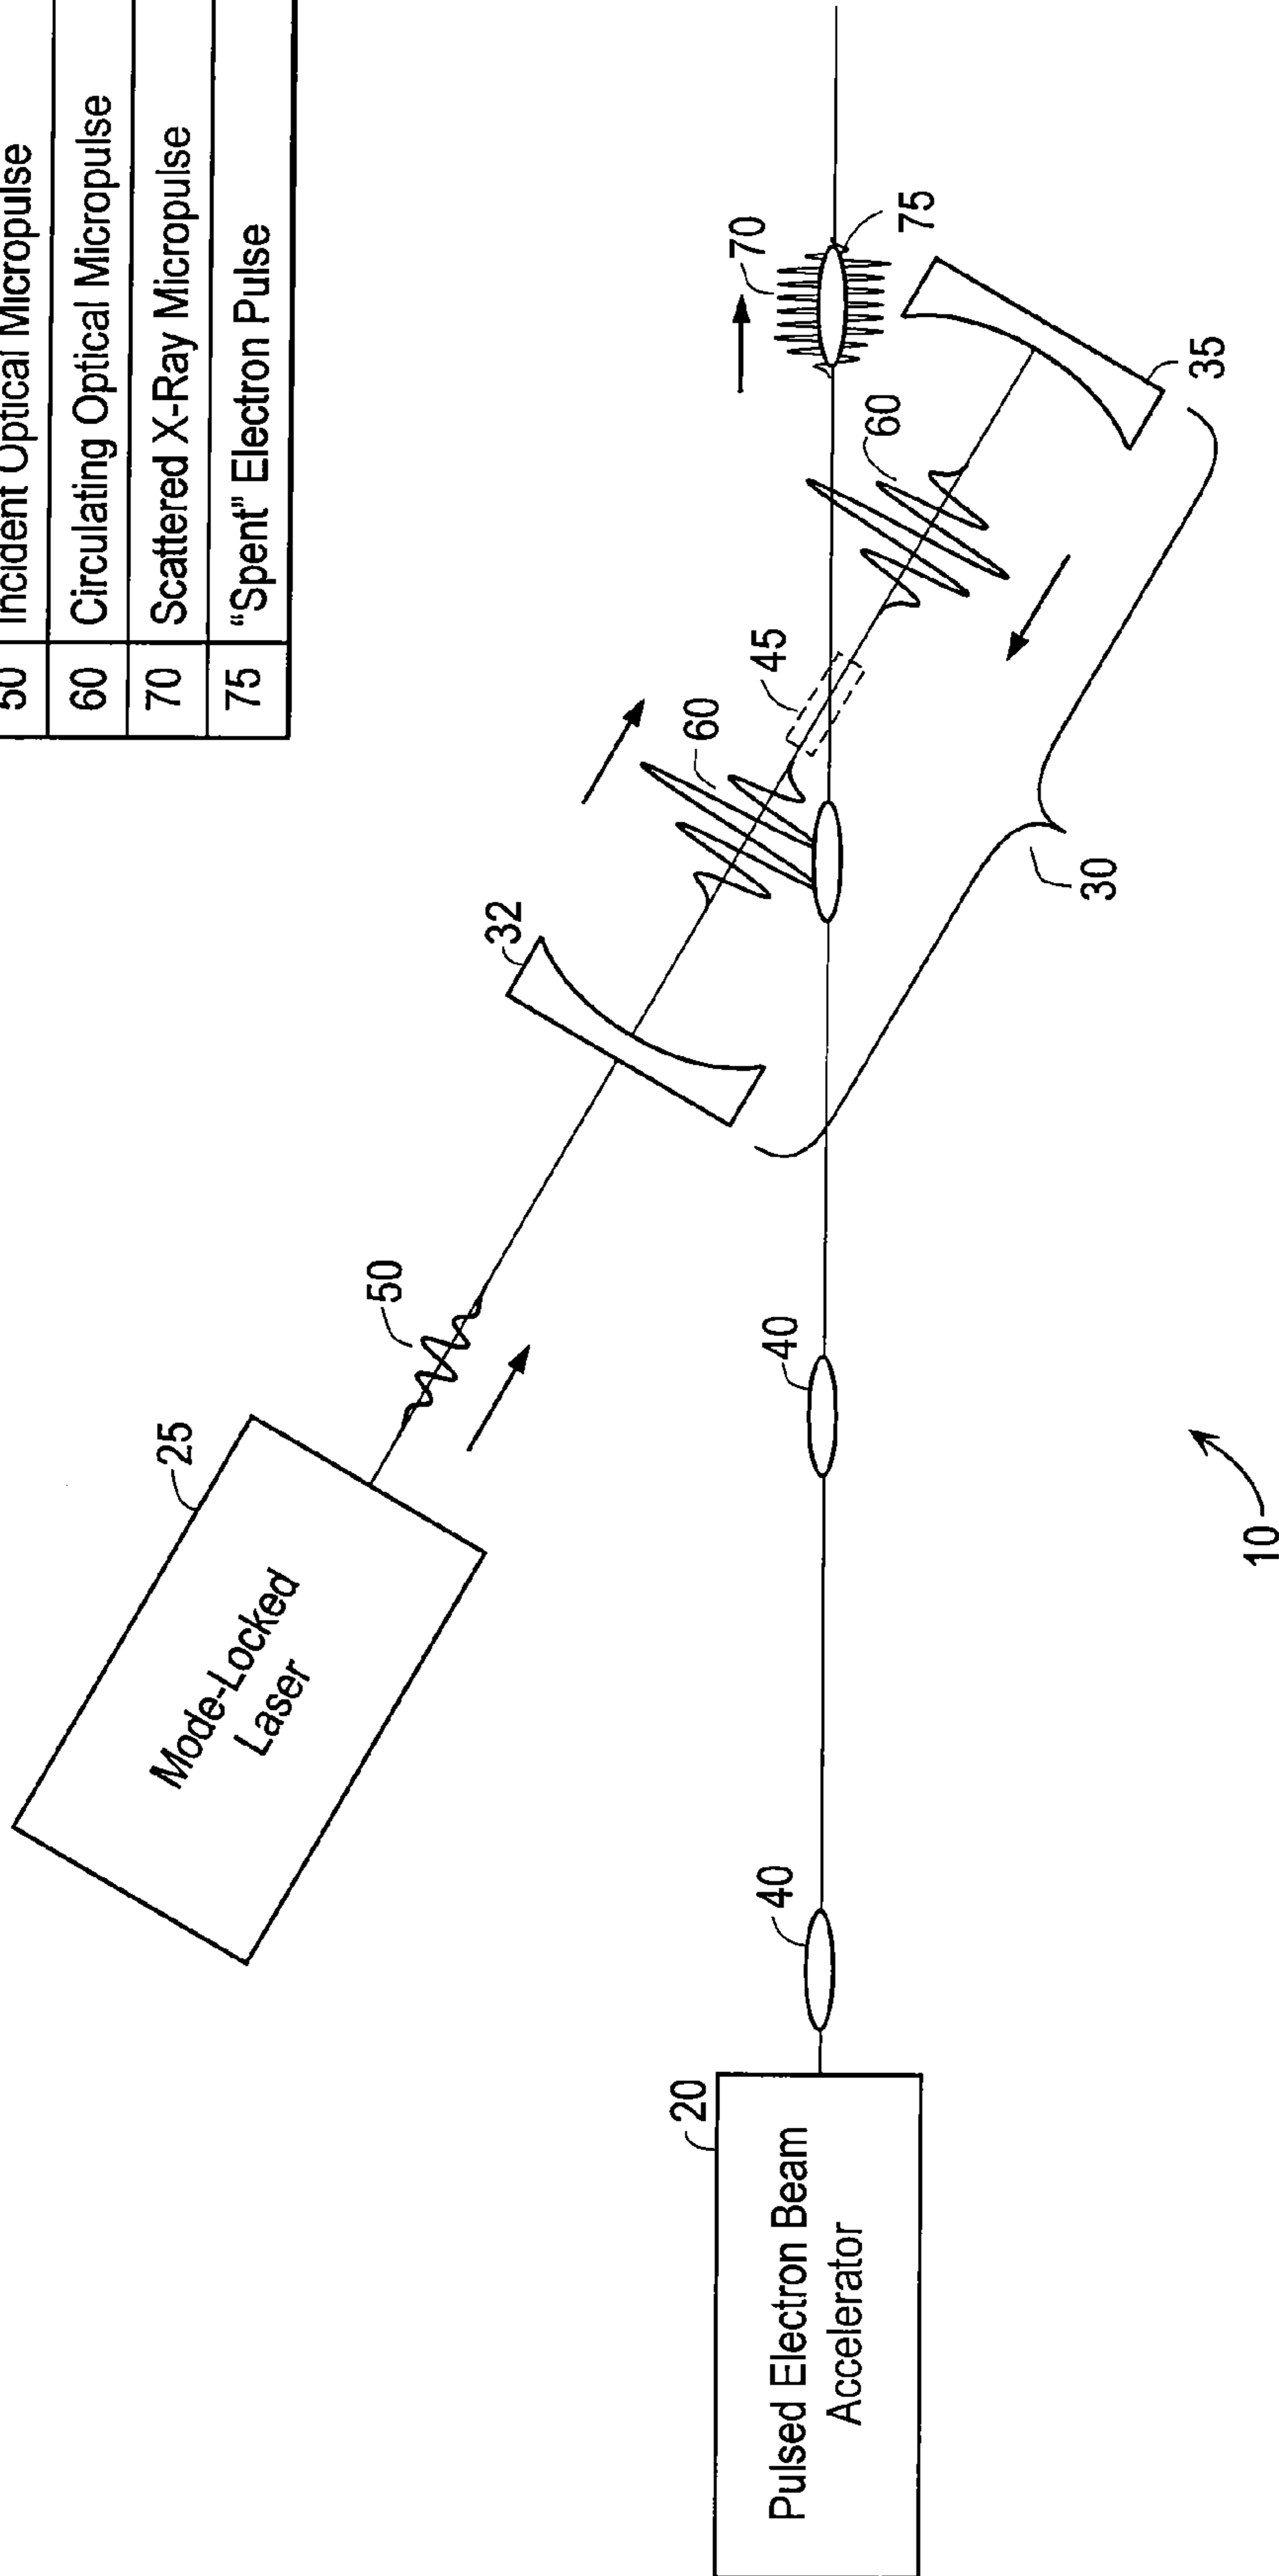 50 Incident Optical Micropulse
60 Circulating Optical Micropulse
70 Scattered X-Ray Micropulse
75 "Spent" Electron Pulse
25
Mode-Locked
Laser
50
32
60
45
60
70
75
35
30
20
Pulsed Electron Beam
Accelerator
40
40
10